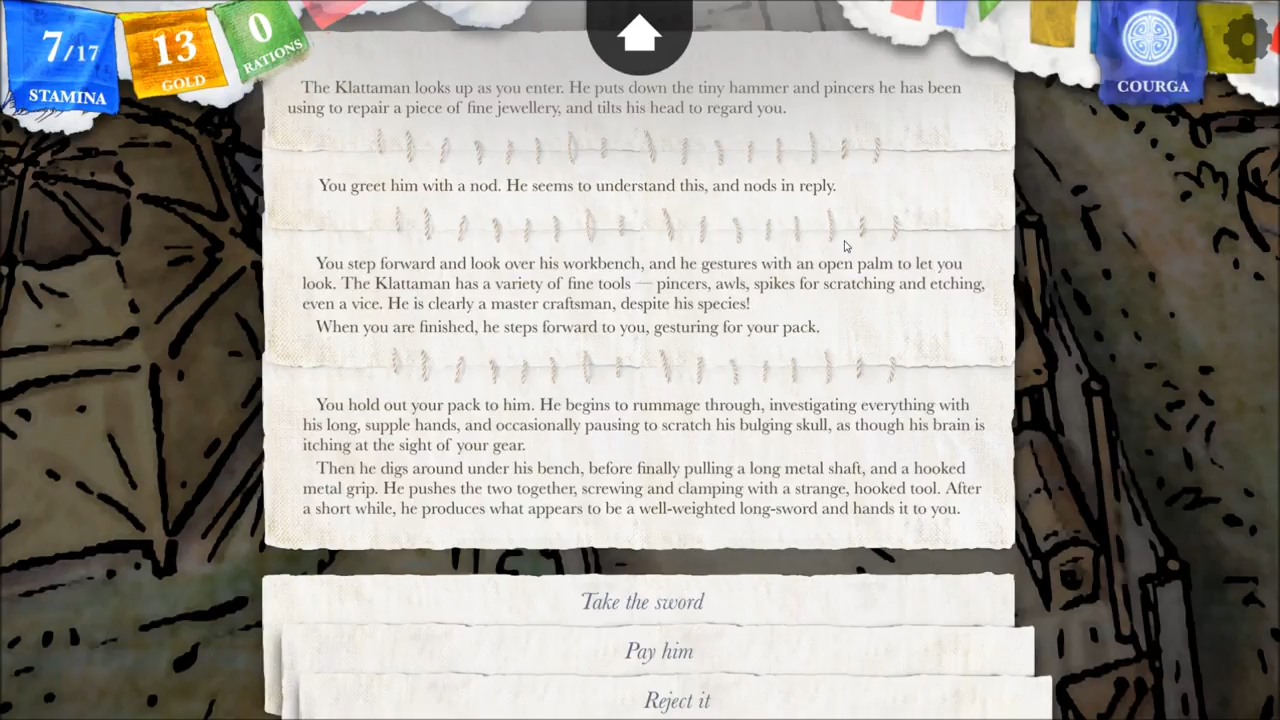 7/17
STAMINA
13
GOLD
0
RATIONS
COURGA
The Klattaman looks up as you enter. He puts down the tiny hammer and pincers he has been
using to repair a piece of fine jewellery, and tilts his head to regard you.
You greet him with a nod. He seems to understand this, and nods in reply.
You step forward and look over his workbench, and he gestures with an open palm to let you
look. The Klattaman has a variety of fine tools — pincers, awls, spikes for scratching and etching,
even a vice. He is clearly a master craftsman, despite his species!
When you are finished, he steps forward to you, gesturing for your pack.
You hold out your pack to him. He begins to rummage through, investigating everything with
his long, supple hands, and occasionally pausing to scratch his bulging skull, as though his brain is
itching at the sight of your gear.
Then he digs around under his bench, before finally pulling a long metal shaft, and a hooked
metal grip. He pushes the two together, screwing and clamping with a strange, hooked tool. After
a short while, he produces what appears to be a well-weighted long-sword and hands it to you.
Take the sword
Pay him
Reject it